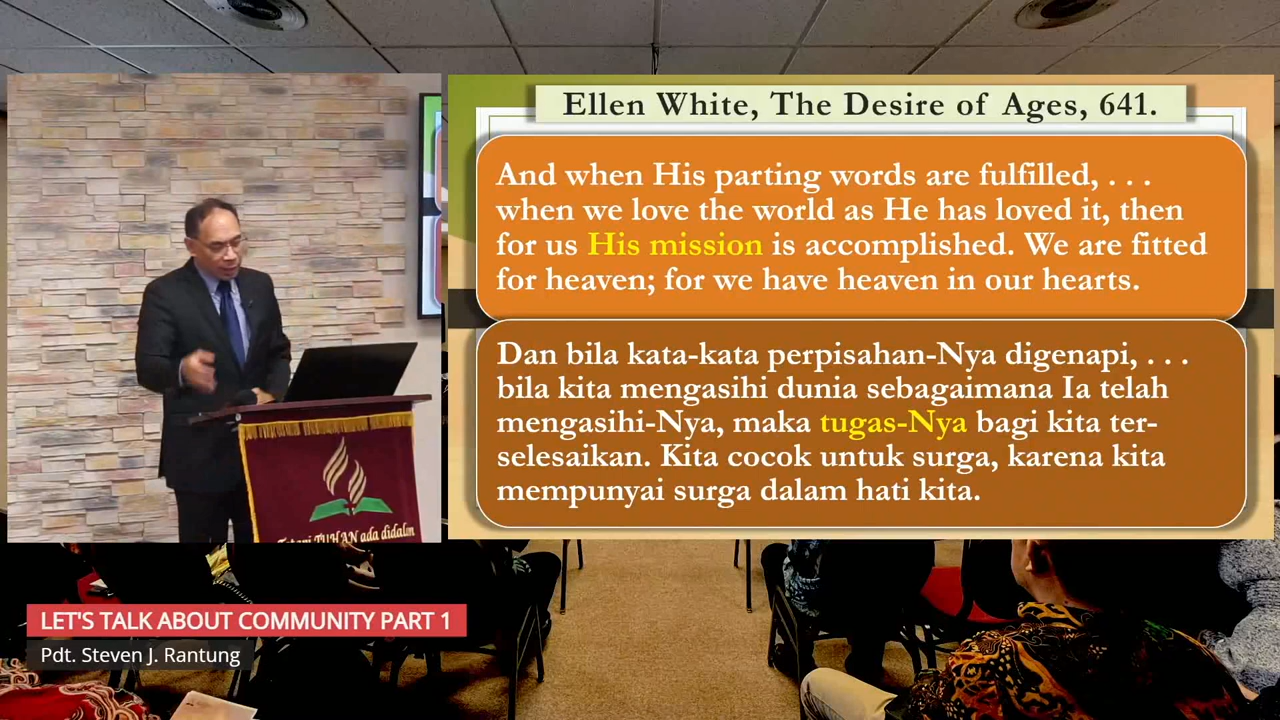 Ellen White, The Desire of Ages, 641.
And when His parting words are fulfilled, . . .
when we love the world as He has loved it, then
for us His mission is accomplished. We are fitted
for heaven; for we have heaven in our hearts.
Dan bila kata-kata perpisahan-Nya digenapi, . . .
bila kita mengasihi dunia sebagaimana Ia telah
mengasihi-Nya, maka tugas-Nya bagi kita ter-
selesaikan. Kita cocok untuk surga, karena kita
mempunyai surga dalam hati kita.
TUHAN ada didalam
LET'S TALK ABOUT COMMUNITY PART 1
Pdt. Steven J. Rantung